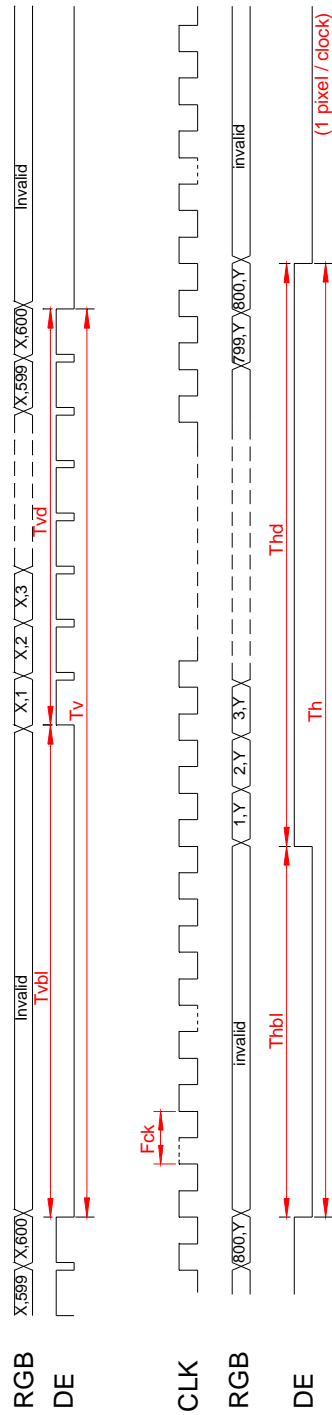 RGB X,599 X,600 Invalid X,1 X,2 X,3 X,599 X,600 Invalid
Tvbl Tvd
DE
Tv
Fck
CLK
RGB 800,Y invalid 1,Y 2,Y 3,Y 799,Y 800,Y invalid
Thbl Thd
DE
Th (1 pixel / clock)